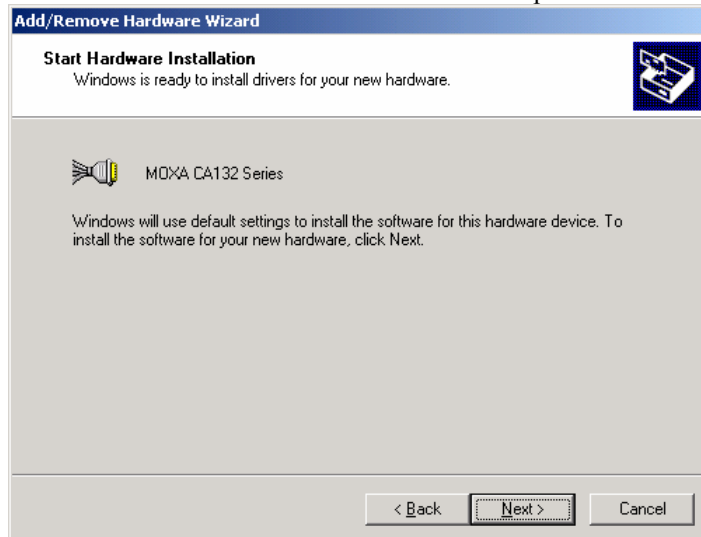 Add/Remove Hardware Wizard
Start Hardware Installation
Windows is ready to install drivers for your new hardware.
MOXA CA132 Series
Windows will use default settings to install the software for this hardware device. To
install the software for your new hardware, click Next.
< Back
Next >
Cancel